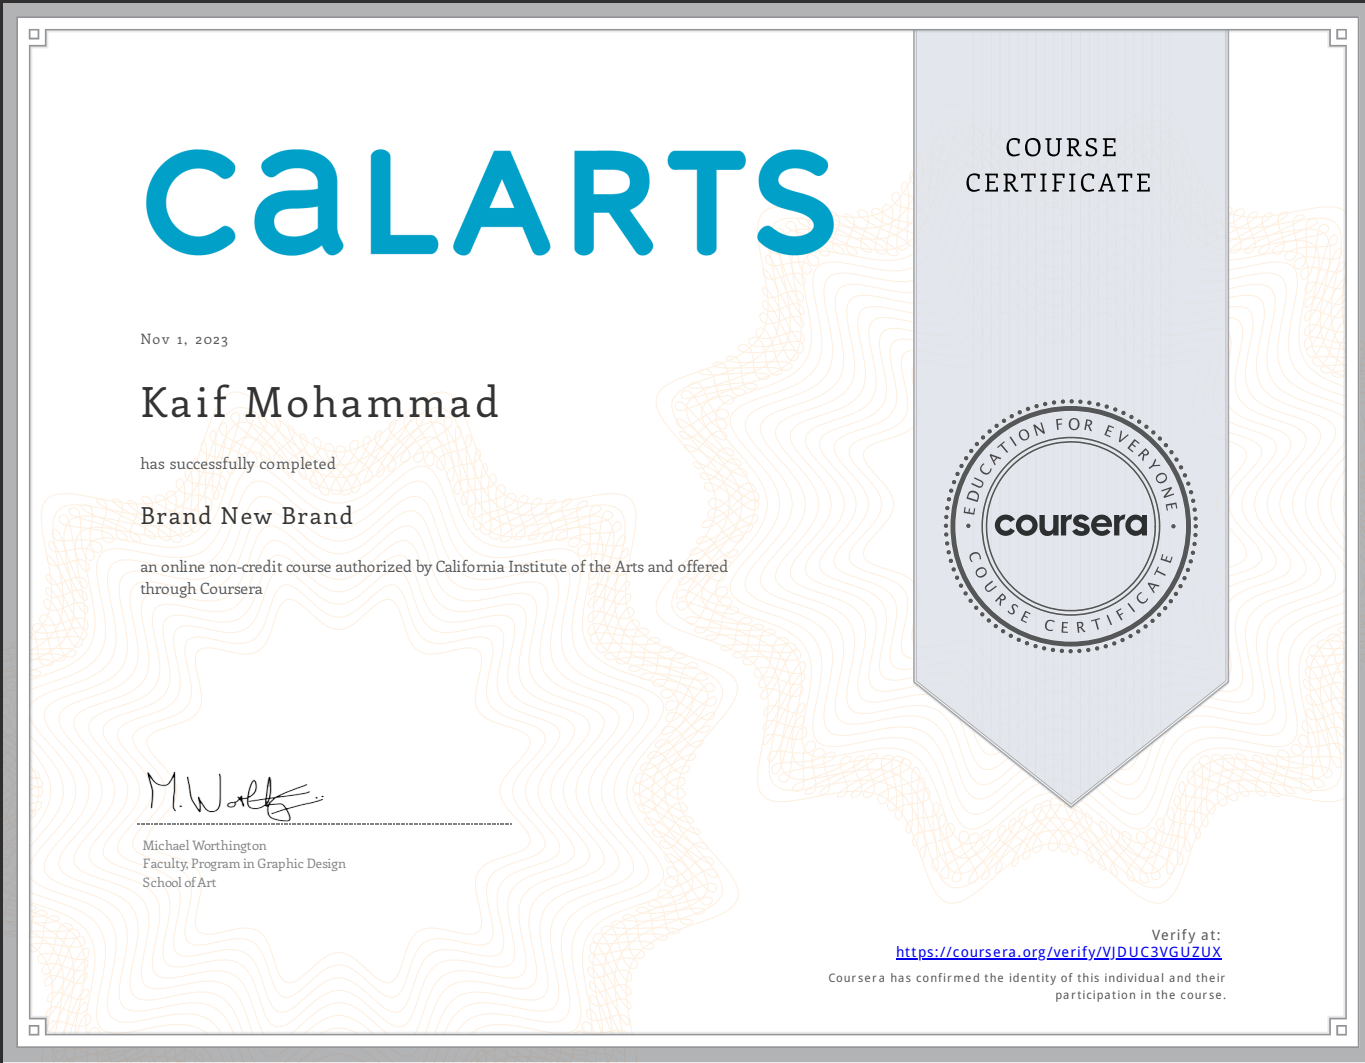 CALARTS
COURSE
CERTIFICATE
Nov 1, 2023
Kaif Mohammad
has successfully completed
Brand New Brand
an online non-credit course authorized by California Institute of the Arts and offered
through Coursera
EDUCATION FOR EVERYONE
coursera
COURSE CERTIFICATE
M. Worthington
Michael Worthington
Faculty, Program in Graphic Design
School of Art
Verify at:
https://coursera.org/verify/VJDUC3VGUZUX
Coursera has confirmed the identity of this individual and their
participation in the course.